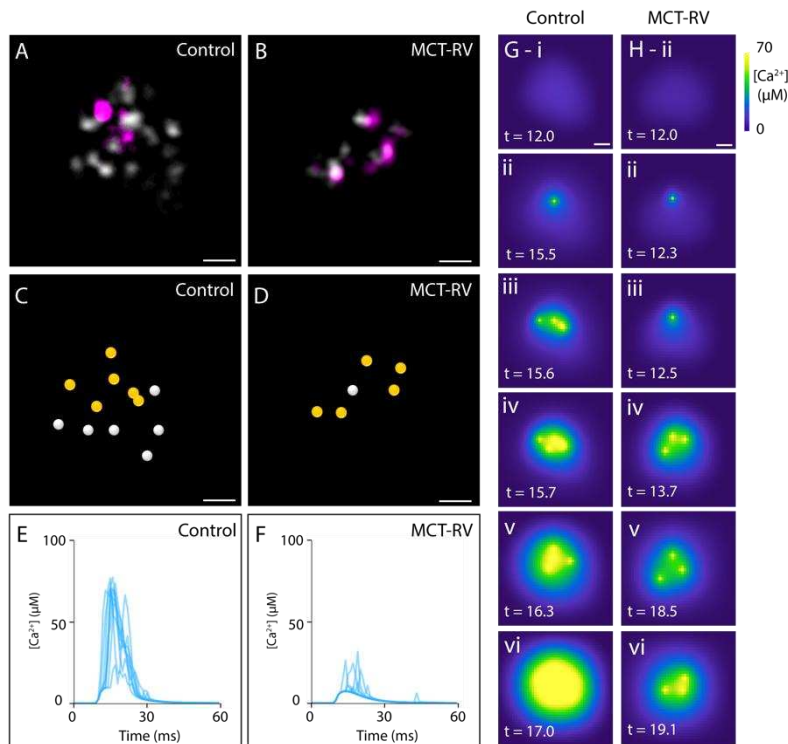 Control
MCT-RV
A
Control
B
MCT-RV
C
Control
D
MCT-RV
E
Control
100
50
0
[Ca²⁺] (µM)
0
30
60
Time (ms)
F
MCT-RV
100
50
0
[Ca²⁺] (µM)
0
30
60
Time (ms)
G - i
t = 12.0
H - ii
t = 12.0
70
[Ca²⁺]
(µM)
0
ii
t = 15.5
ii
t = 12.3
iii
t = 15.6
iii
t = 12.5
iv
t = 15.7
iv
t = 13.7
v
t = 16.3
v
t = 18.5
vi
t = 17.0
vi
t = 19.1